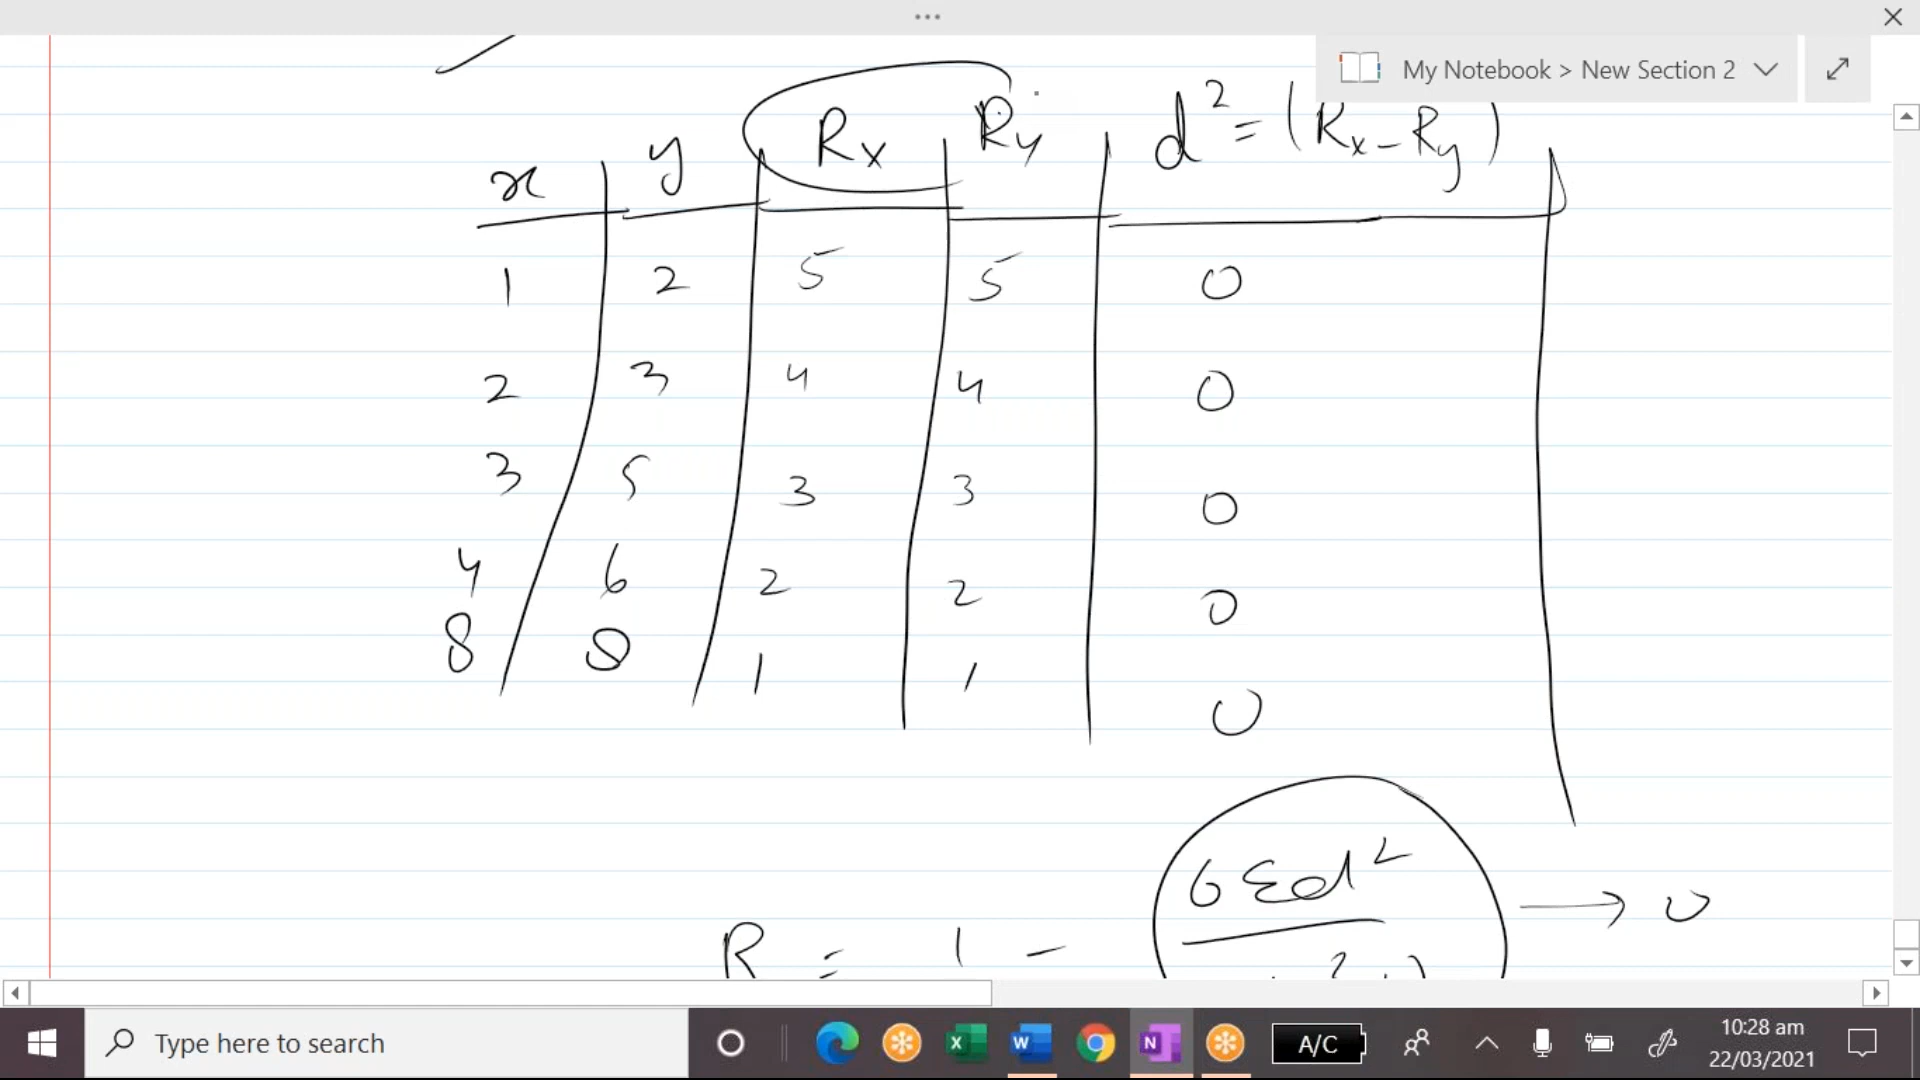 My Notebook > New Section 2
x y Rx Ry d² = (Rx - Ry)
1 2 5 5 0
2 3 4 4 0
3 5 3 3 0
4 6 2 2 0
8 8 1 1 0
6Σd² → 0
R = 1 -
Type here to search
A/C
10:28 am
22/03/2021